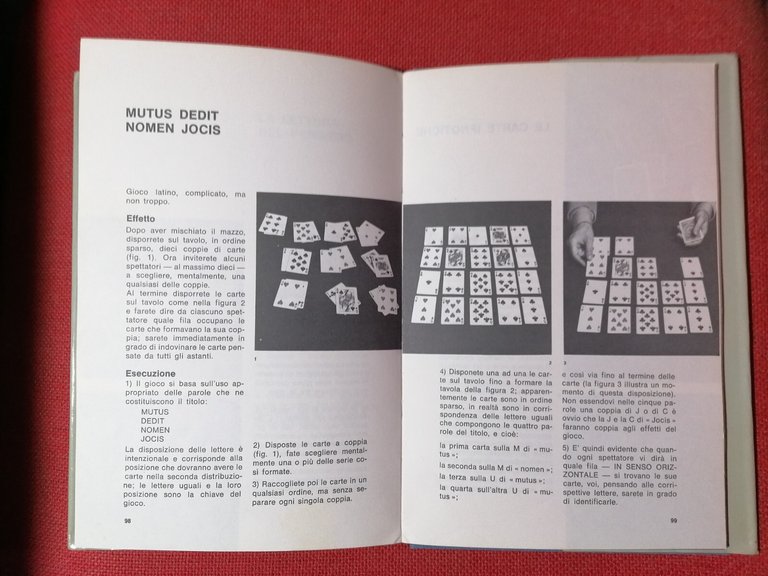 MUTUS DEDIT
NOMEN JOCIS
Gioco latino, complicato, ma
non troppo.
Effetto
Dopo aver mischiato il mazzo,
disporrete sul tavolo, in ordine
sparso, dieci coppie di carte
(fig. 1). Ora inviterete alcuni
spettatori — al massimo dieci —
a scegliere, mentalmente, una
qualsiasi delle coppie.
Al termine disporrete le carte
sul tavolo come nella figura 2
e farete dire da ciascuno spet-
tatore quale fila occupano le
carte che formavano la sua cop-
pia; sarete immediatamente in
grado di indovinare le carte pen-
sate da tutti gli astanti.
Esecuzione
1) Il gioco si basa sull'uso ap-
propriato delle parole che ne
costituiscono il titolo:
MUTUS
DEDIT
NOMEN
JOCIS
La disposizione delle lettere è
intenzionale e corrisponde alla
posizione che dovranno avere le
carte nella seconda distribuzio-
ne; le lettere uguali e la loro
posizione sono la chiave del
gioco.
98
1
2) Disposte le carte a coppia
(fig. 1), fate scegliere mental-
mente una o più delle serie co-
sì formate.
3) Raccogliete poi le carte in un
qualsiasi ordine, ma senza se-
parare ogni singola coppia.
2
4) Disponete una ad una le car-
te sul tavolo fino a formare la
tavola della figura 2; apparen-
temente le carte sono in ordine
sparso, in realtà sono in corri-
spondenza delle lettere uguali
che compongono le quattro pa-
role del titolo, e cioè:
la prima carta sulla M di « mu-
tus »;
la seconda sulla M di « nomen »;
la terza sulla U di « mutus »;
la quarta sull'altra U di « mu-
tus »;
3
e così via fino al termine delle
carte (la figura 3 illustra un mo-
mento di questa disposizione).
Non essendovi nelle cinque pa-
role una coppia di J o di C è
ovvio che la J e la C di « Jocis »
faranno coppia agli effetti del
gioco.
5) E' quindi evidente che quan-
do ogni spettatore vi dirà in
quale fila — IN SENSO ORIZ-
ZONTALE — si trovano le sue
carte, voi, pensando alle corri-
spettive lettere, sarete in grado
di identificarle.
99